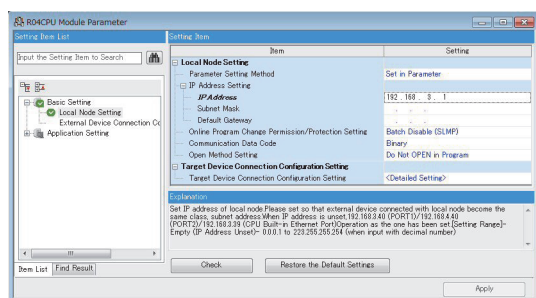 R04CPU Module Parameter
Setting Item List
Setting Item
Input the Setting Item to Search
Item
Setting
Local Node Setting
Parameter Setting Method
Set in Parameter
IP Address Setting
IP Address
192 . 168 . 3 . 1
Subnet Mask
. . .
Default Gateway
. . .
Online Program Change Permission/Protection Setting
Batch Disable (SLMP)
Communication Data Code
Binary
Open Method Setting
Do Not OPEN in Program
Target Device Connection Configuration Setting
Target Device Connection Configuration Setting
<Detailed Setting>
Basic Setting
Local Node Setting
External Device Connection Cc
Application Setting
Explanation
Set IP address of local node.Please set so that external device connected with local node become the
same class, subnet address.When IP address is unset,192.168.3.40 (PORT1)/192.168.4.40
(PORT2)/192.168.3.39 (CPU Built-in Ethernet Port)Operation as the one has been set.[Setting Range]-
Empty (IP Address Unset)- 0.0.0.1 to 223.255.255.254 (when input with decimal number)
Item List
Find Result
Check
Restore the Default Settings
Apply